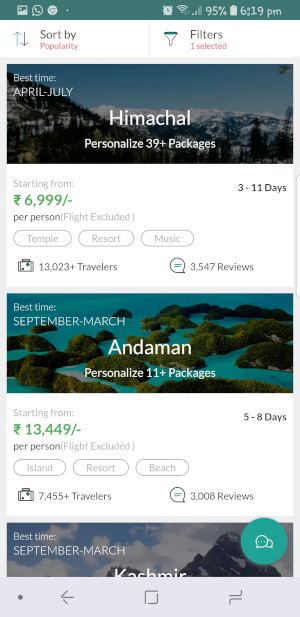 95% 6:19 pm
Sort by
Popularity
Filters
1 selected
Best time:
APRIL-JULY
Himachal
Personalize 39+ Packages
Starting from:
3 - 11 Days
₹ 6,999/-
per person(Flight Excluded )
Temple Resort Music
13,023+ Travelers 3,547 Reviews
Best time:
SEPTEMBER-MARCH
Andaman
Personalize 11+ Packages
Starting from:
5 - 8 Days
₹ 13,449/-
per person(Flight Excluded )
Island Resort Beach
7,455+ Travelers 3,008 Reviews
Best time:
SEPTEMBER-MARCH
Kashmir